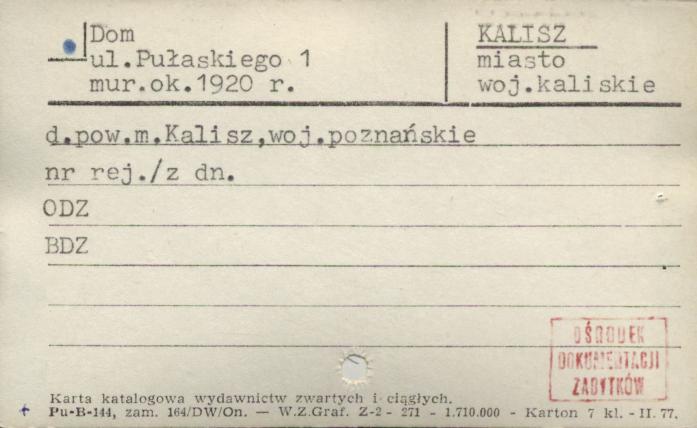 Dom
ul.Pułaskiego 1
mur.ok.1920 r.
KALISZ
miasto
woj.kaliskie
d.pow.m.Kalisz,woj.poznańskie
nr rej./z dn.
ODZ
BDZ
OŚRODEK
DOKUMENTACJI
ZABYTKÓW
Karta katalogowa wydawnictw zwartych i ciągłych.
Pu-B-144, zam. 164/DW/On. — W.Z.Graf. Z-2 - 271 - 1.710.000 - Karton 7 kl. - II. 77.